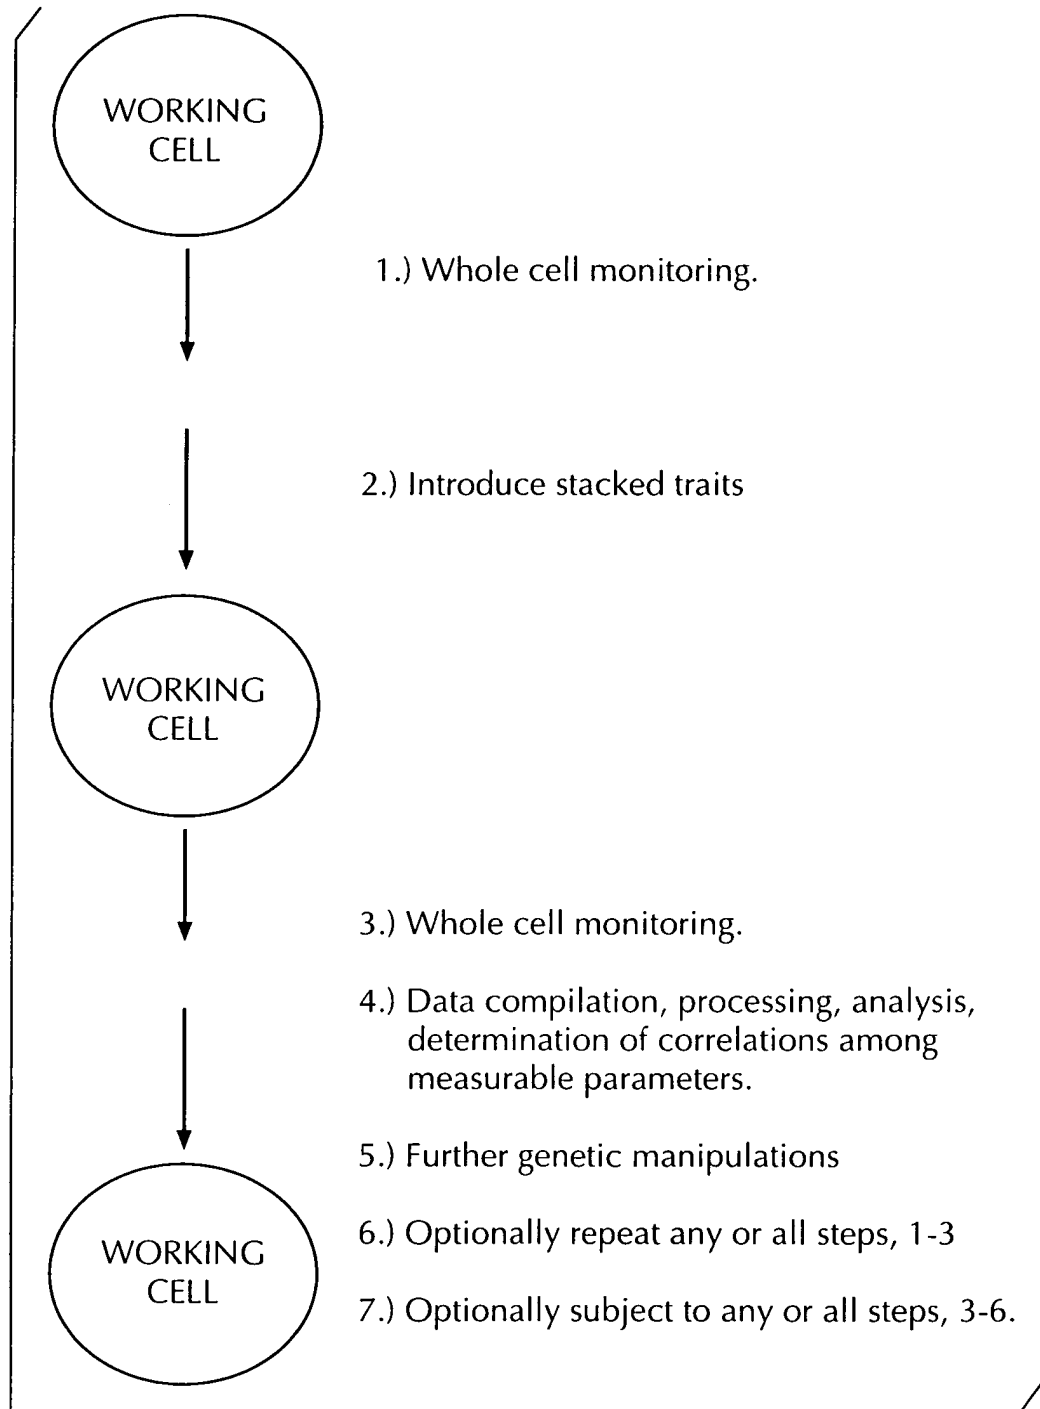 WORKING
CELL
1.) Whole cell monitoring.
2.) Introduce stacked traits
WORKING
CELL
3.) Whole cell monitoring.
4.) Data compilation, processing, analysis,
determination of correlations among
measurable parameters.
5.) Further genetic manipulations
6.) Optionally repeat any or all steps, 1-3
WORKING
CELL
7.) Optionally subject to any or all steps, 3-6.